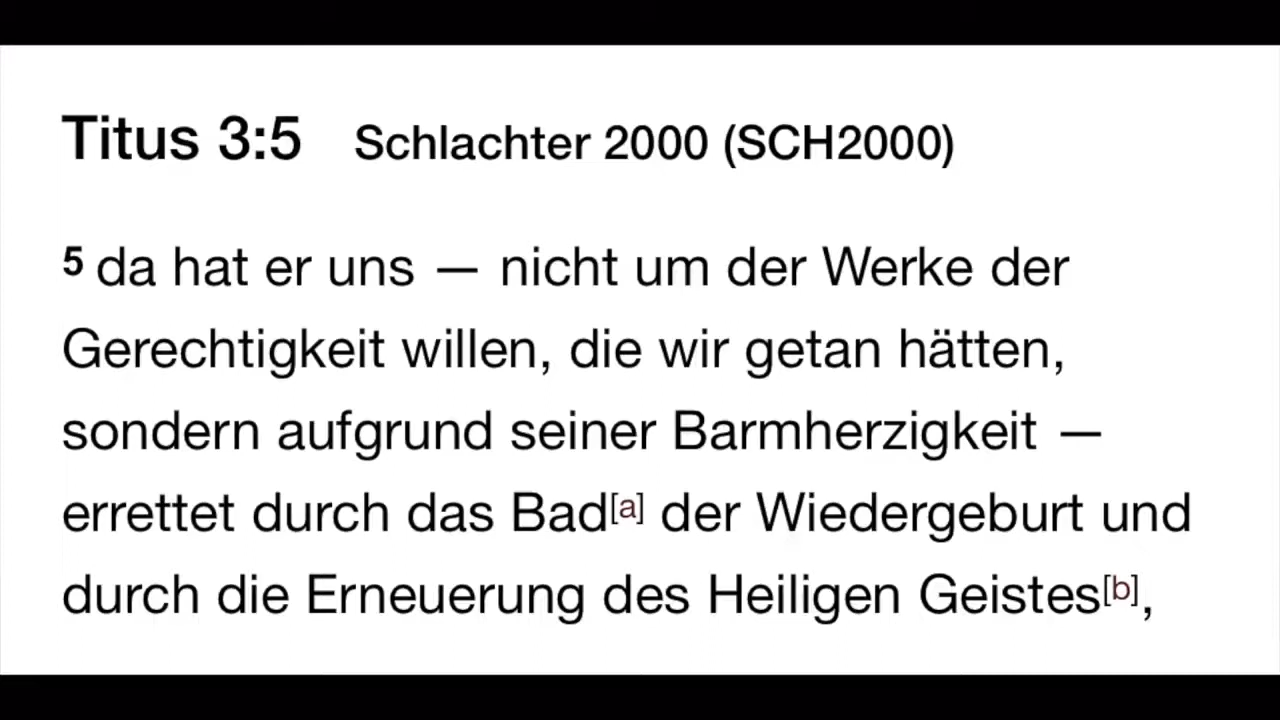 Titus 3:5 Schlachter 2000 (SCH2000)
5 da hat er uns — nicht um der Werke der
Gerechtigkeit willen, die wir getan hätten,
sondern aufgrund seiner Barmherzigkeit —
errettet durch das Bad[a] der Wiedergeburt und
durch die Erneuerung des Heiligen Geistes[b],